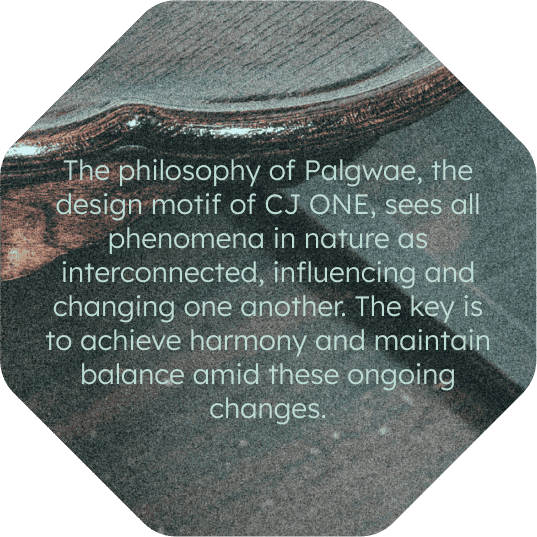 The philosophy of Palgwae, the
design motif of CJ ONE, sees all
phenomena in nature as
interconnected, influencing and
changing one another. The key is
to achieve harmony and maintain
balance amid these ongoing
changes.